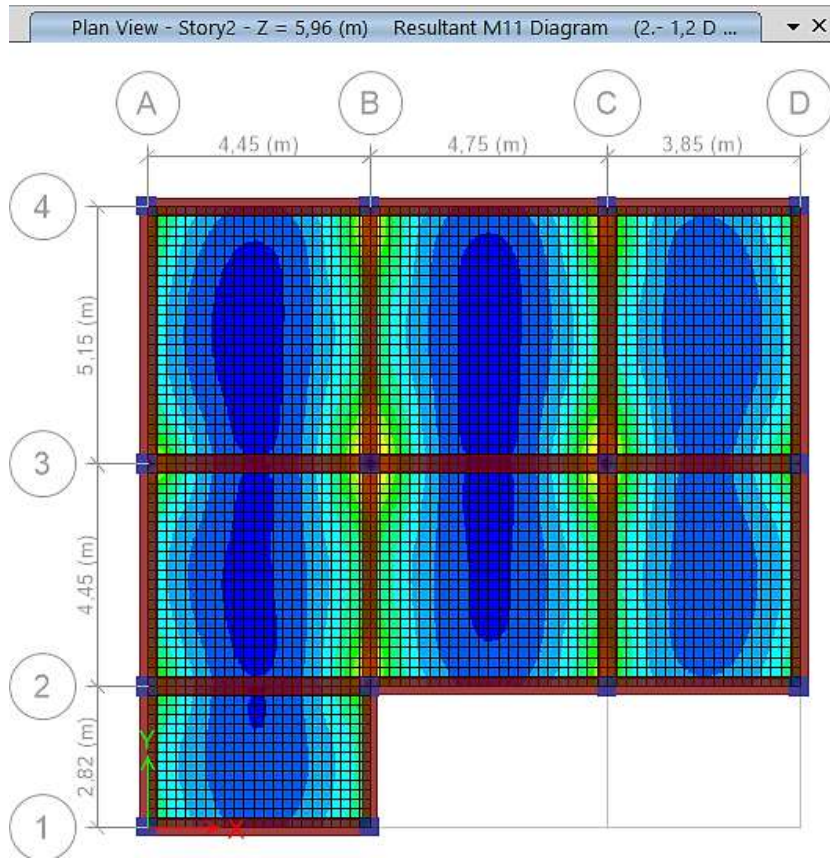 Plan View - Story2 - Z = 5,96 (m) Resultant M11 Diagram (2.- 1,2 D ...
A B C D
4,45 (m) 4,75 (m) 3,85 (m)
4
5,15 (m)
3
4,45 (m)
2
2,82 (m)
Y
X
1